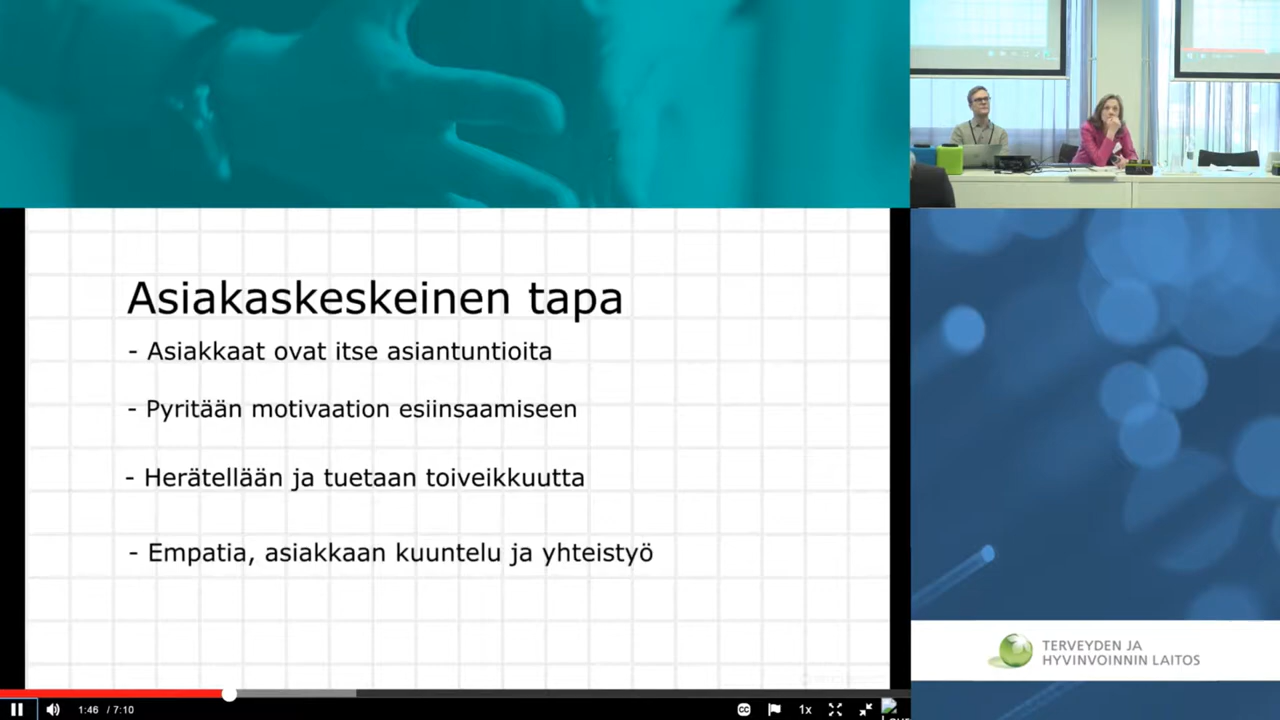 Asiakaskeskeinen tapa
- Asiakkaat ovat itse asiantuntioita
- Pyritään motivaation esiinsaamiseen
- Herätellään ja tuetaan toiveikkuutta
- Empatia, asiakkaan kuuntelu ja yhteistyö
TERVEYDEN JA
HYVINVOINNIN LAITOS
1:46 / 7:10
CC
1x